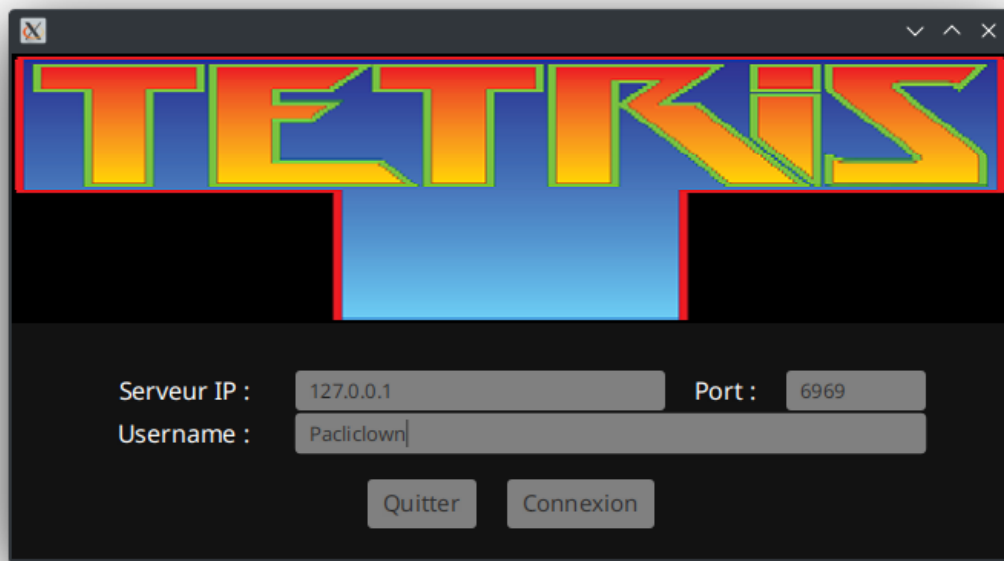 TETRiS
Serveur IP : 127.0.0.1 Port : 6969
Username : Pacliclown
Quitter Connexion